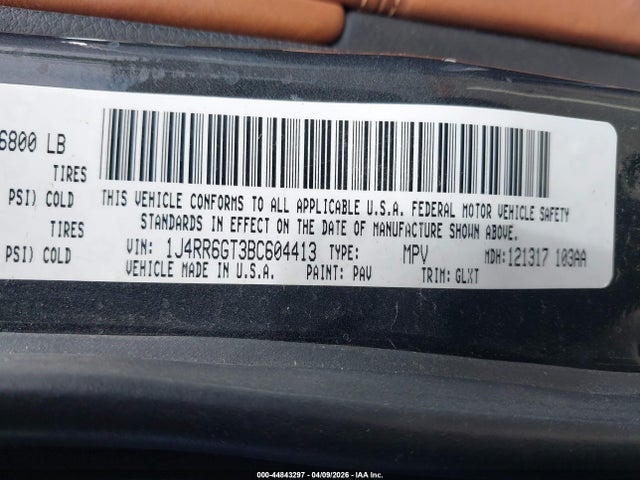 6800 LB
TIRES
PSI) COLD
TIRES
PSI) COLD
THIS VEHICLE CONFORMS TO ALL APPLICABLE U.S.A. FEDERAL MOTOR VEHICLE SAFETY
STANDARDS IN EFFECT ON THE DATE OF MANUFACTURE SHOWN ABOVE.
VIN: 1J4RR6GT3BC604413 TYPE: MPV MDH: 121317 103AA
VEHICLE MADE IN U.S.A. PAINT: PAV TRIM: GLXT
000-44843297 - 04/09/2026 - IAA Inc.